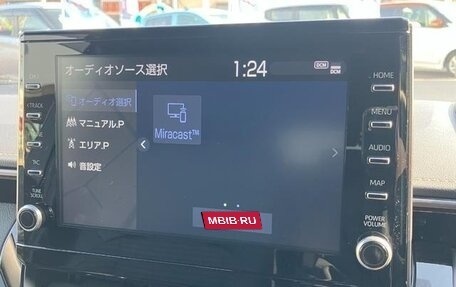 オーディオソース選択
1:24
DCM
DCM
オーディオ選択
マニュアル.P
エリア.P
音設定
Miracast™
MBIB.RU
TRACK
TUNE
SCROLL
HOME
MENU
AUDIO
MAP
POWER
VOLUME